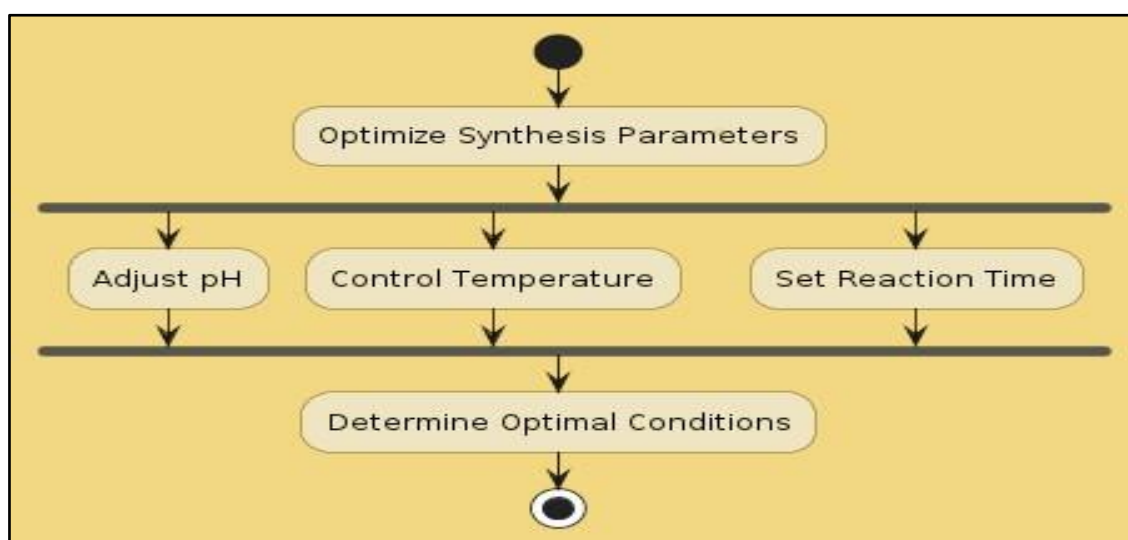 Optimize Synthesis Parameters
Adjust pH
Control Temperature
Set Reaction Time
Determine Optimal Conditions